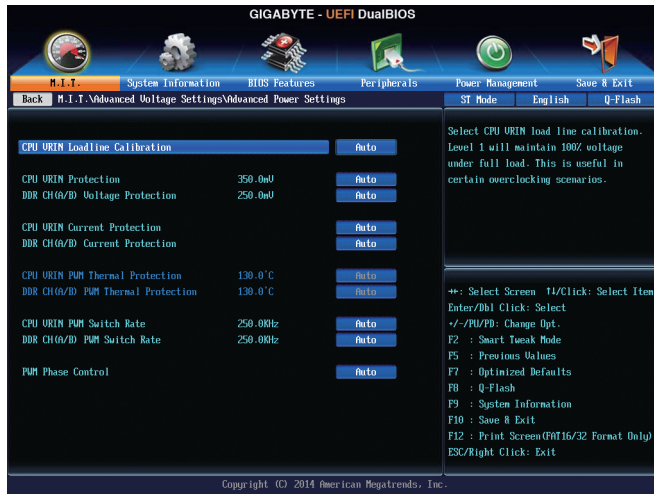 GIGABYTE - UEFI DualBIOS
M.I.T. System Information BIOS Features Peripherals Power Management Save & Exit
Back M.I.T.\Advanced Voltage Settings\Advanced Power Settings ST Mode English Q-Flash
CPU VRIN Loadline Calibration Auto
CPU VRIN Protection 350.0mV Auto
DDR CH(A/B) Voltage Protection 250.0mV Auto
CPU VRIN Current Protection Auto
DDR CH(A/B) Current Protection Auto
CPU VRIN PWM Thermal Protection 130.0°C Auto
DDR CH(A/B) PWM Thermal Protection 130.0°C Auto
CPU VRIN PWM Switch Rate 250.0KHz Auto
DDR CH(A/B) PWM Switch Rate 250.0KHz Auto
PWM Phase Control Auto
Select CPU VRIN load line calibration.
Level 1 will maintain 100% voltage
under full load. This is useful in
certain overclocking scenarios.
↔: Select Screen ↑↓/Click: Select Item
Enter/Dbl Click: Select
+/-/PU/PD: Change Opt.
F2 : Smart Tweak Mode
F5 : Previous Values
F7 : Optimized Defaults
F8 : Q-Flash
F9 : System Information
F10 : Save & Exit
F12 : Print Screen(FAT16/32 Format Only)
ESC/Right Click: Exit
Copyright (C) 2014 American Megatrends, Inc.